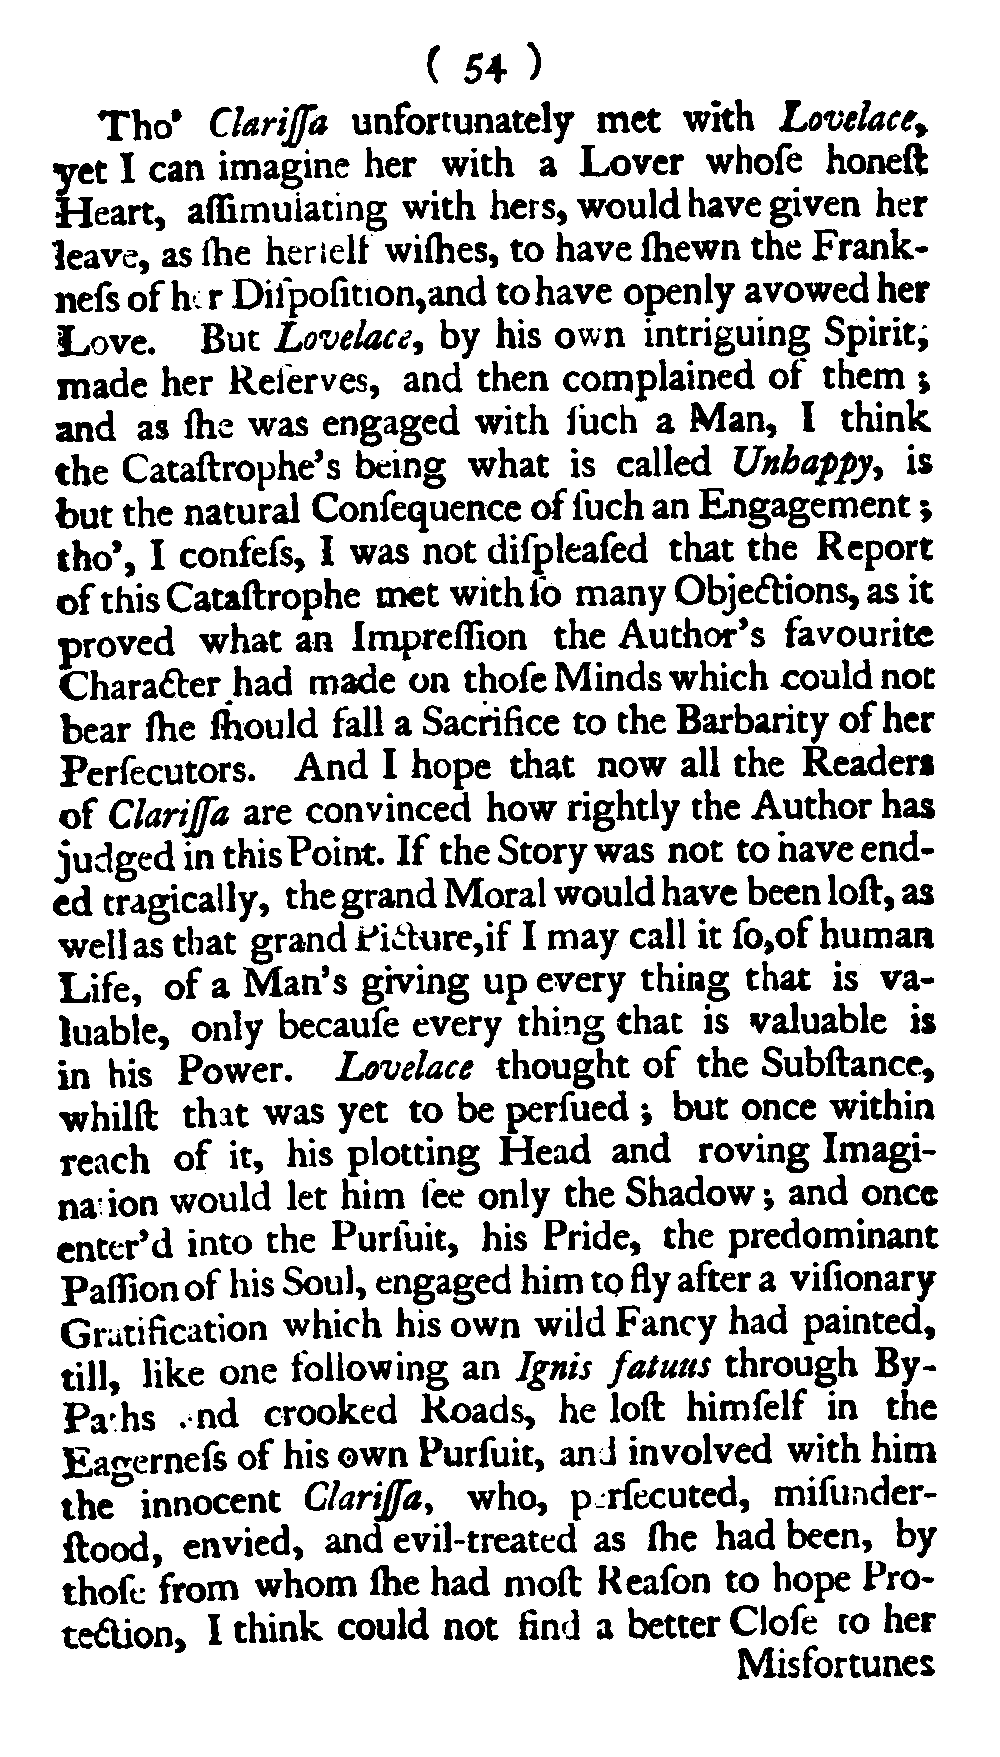 ( 54 )
Tho' Clariſſa unfortunately met with Lovelace,
yet I can imagine her with a Lover whoſe honeſt
Heart, aſſimulating with hers, would have given her
leave, as ſhe herſelf wiſhes, to have ſhewn the Frank-
neſs of her Diſpoſition, and to have openly avowed her
Love. But Lovelace, by his own intriguing Spirit,
made her Reſerves, and then complained of them ;
and as ſhe was engaged with ſuch a Man, I think
the Cataſtrophe's being what is called Unhappy, is
but the natural Conſequence of ſuch an Engagement ;
tho', I confeſs, I was not diſpleaſed that the Report
of this Cataſtrophe met with ſo many Objections, as it
proved what an Impreſſion the Author's favourite
Character had made on thoſe Minds which could not
bear ſhe ſhould fall a Sacrifice to the Barbarity of her
Perſecutors. And I hope that now all the Readers
of Clariſſa are convinced how rightly the Author has
judged in this Point. If the Story was not to have end-
ed tragically, the grand Moral would have been loſt, as
well as that grand Picture, if I may call it ſo, of human
Life, of a Man's giving up every thing that is va-
luable, only becauſe every thing that is valuable is
in his Power. Lovelace thought of the Subſtance,
whilſt that was yet to be perſued ; but once within
reach of it, his plotting Head and roving Imagi-
nation would let him ſee only the Shadow ; and once
enter'd into the Purſuit, his Pride, the predominant
Paſſion of his Soul, engaged him to fly after a viſionary
Gratification which his own wild Fancy had painted,
till, like one following an Ignis fatuus through By-
Paths and crooked Roads, he loſt himſelf in the
Eagerneſs of his own Purſuit, and involved with him
the innocent Clariſſa, who, perſecuted, miſunder-
ſtood, envied, and evil-treated as ſhe had been, by
thoſe from whom ſhe had moſt Reaſon to hope Pro-
tection, I think could not find a better Cloſe to her
Misfortunes